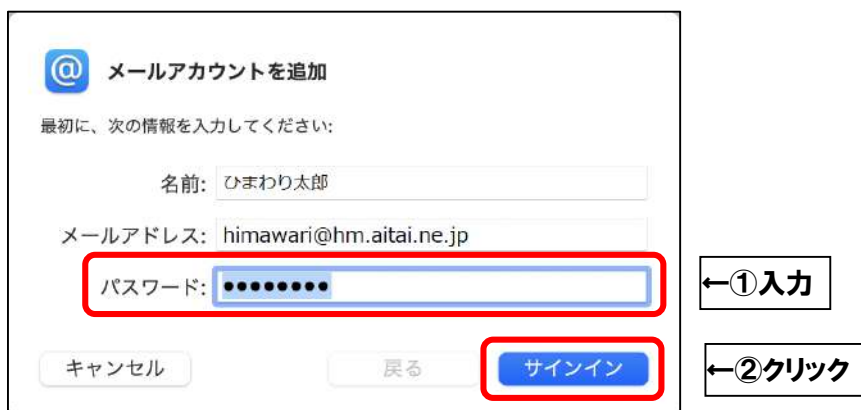 @ メールアカウントを追加
最初に、次の情報を入力してください:
名前: ひまわり太郎
メールアドレス: himawari@hm.aitai.ne.jp
パスワード: ●●●●●●●●
←①入力
キャンセル 戻る サインイン
←②クリック